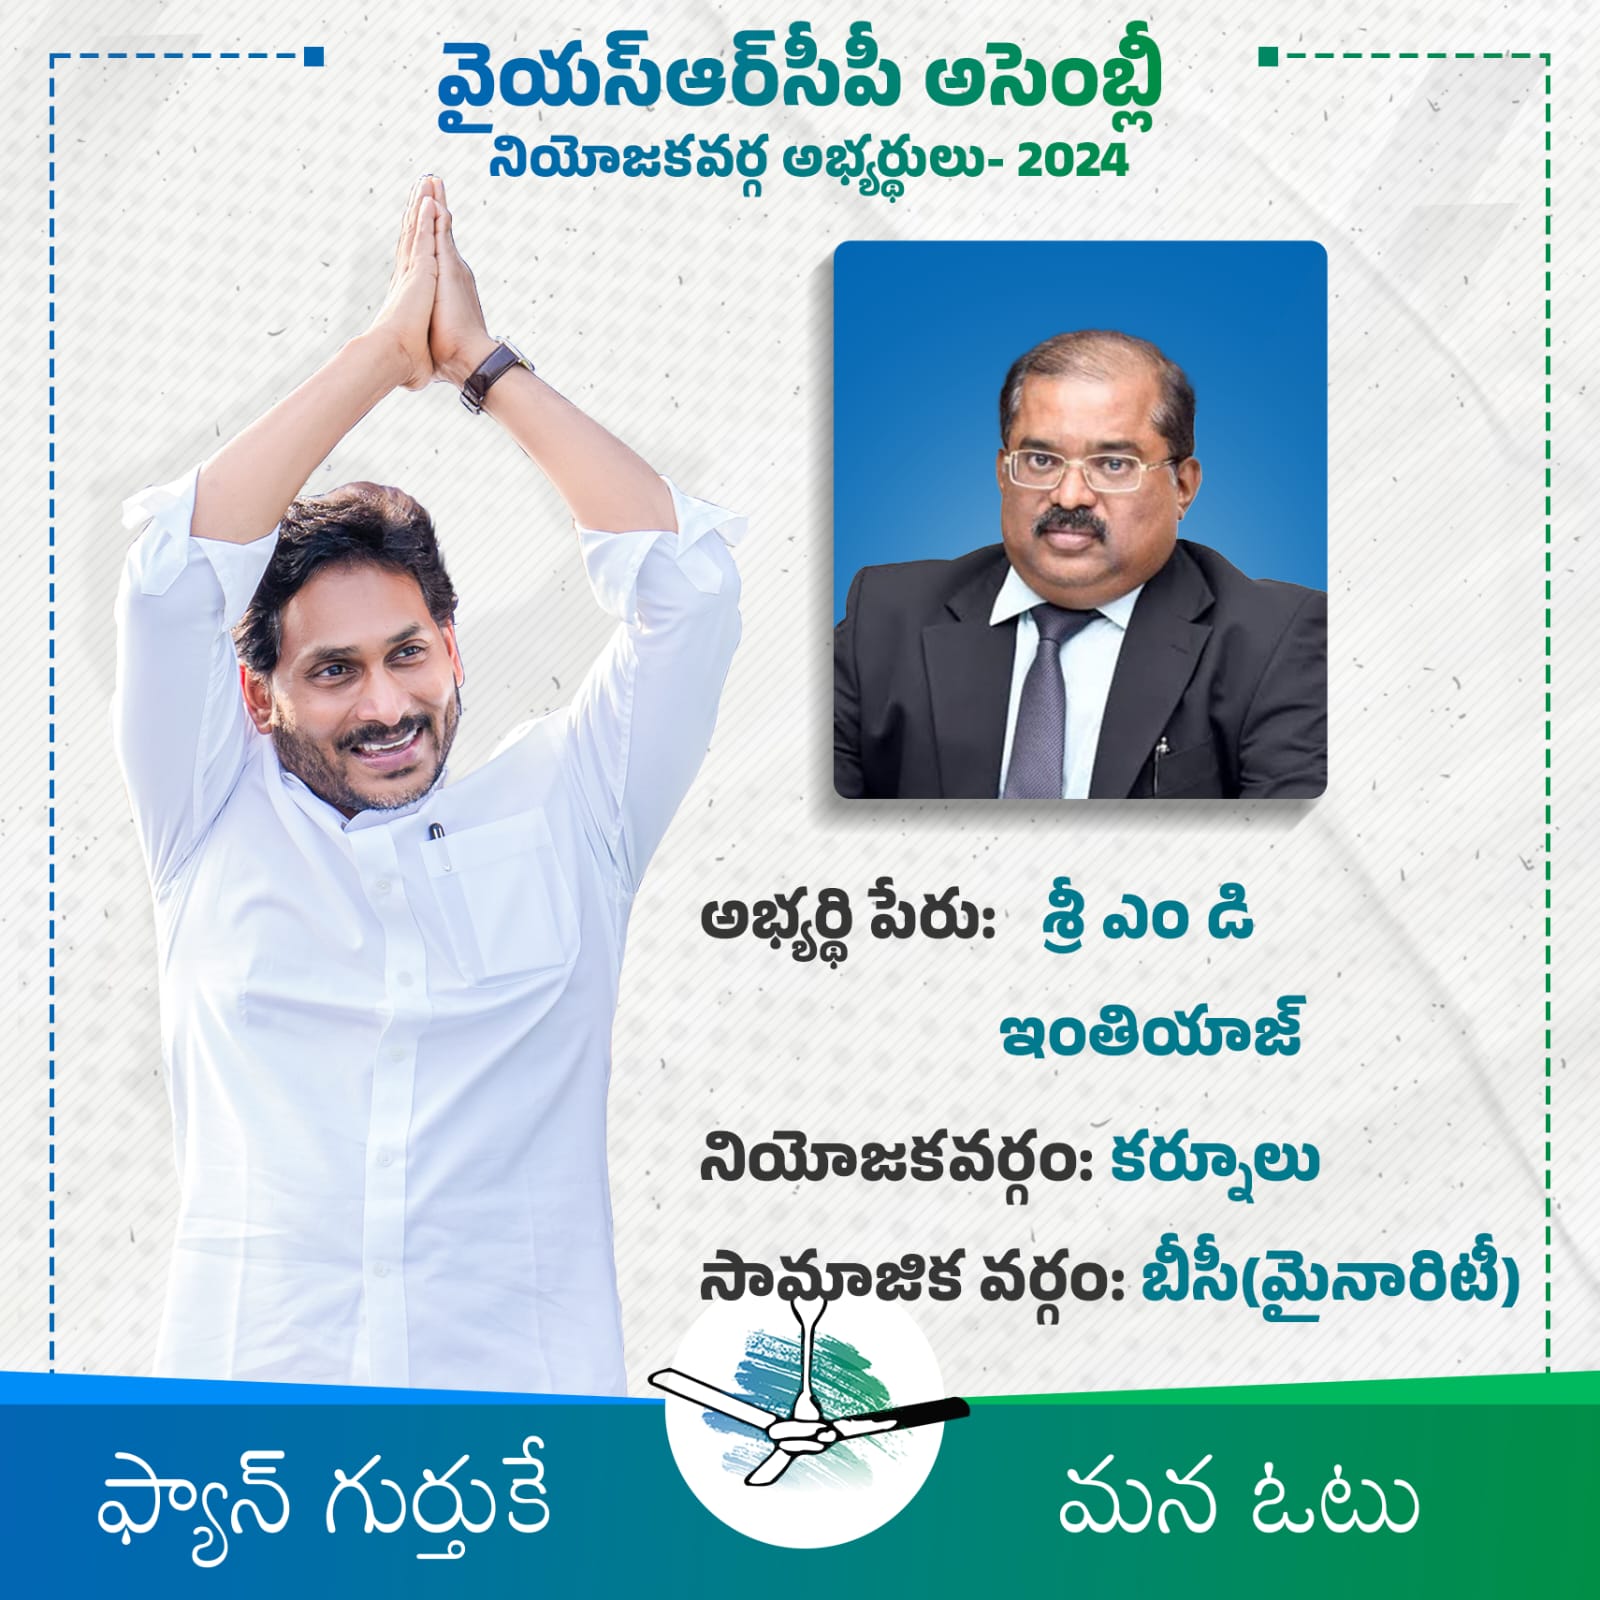 వైయస్ఆర్‌సీపీ అసెంబ్లీ
నియోజకవర్గ అభ్యర్థులు- 2024
అభ్యర్థి పేరు: శ్రీ ఎం డి
ఇంతియాజ్
నియోజకవర్గం: కర్నూలు
సామాజిక వర్గం: బీసీ(మైనారిటీ)
ఫ్యాన్ గుర్తుకే మన ఓటు